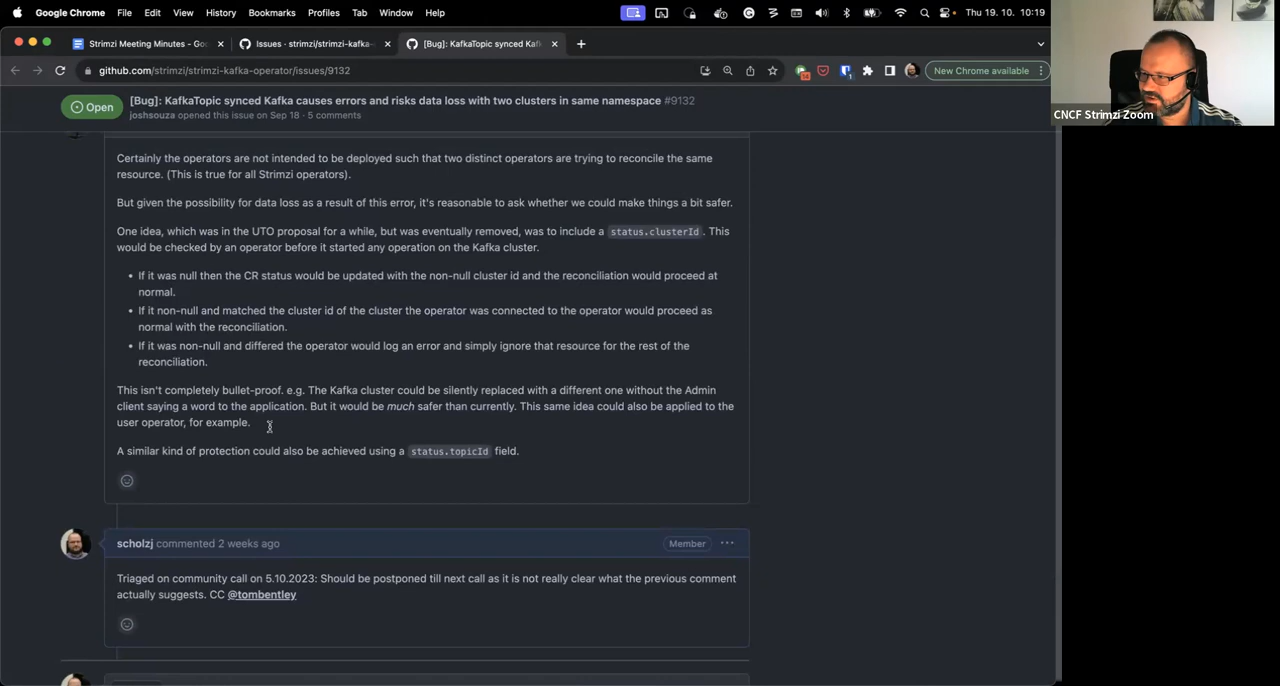 Google Chrome File Edit View History Bookmarks Profiles Tab Window Help Thu 19. 10. 10:19
Strimzi Meeting Minutes - Goo Issues · strimzi/strimzi-kafka- [Bug]: KafkaTopic synced Kafk
github.com/strimzi/strimzi-kafka-operator/issues/9132 New Chrome available
CNCF Strimzi Zoom
Open
[Bug]: KafkaTopic synced Kafka causes errors and risks data loss with two clusters in same namespace #9132
joshsouza opened this issue on Sep 18 · 5 comments
Certainly the operators are not intended to be deployed such that two distinct operators are trying to reconcile the same
resource. (This is true for all Strimzi operators).
But given the possibility for data loss as a result of this error, it's reasonable to ask whether we could make things a bit safer.
One idea, which was in the UTO proposal for a while, but was eventually removed, was to include a status.clusterId. This
would be checked by an operator before it started any operation on the Kafka cluster.
• If it was null then the CR status would be updated with the non-null cluster id and the reconciliation would proceed at
normal.
• If it non-null and matched the cluster id of the cluster the operator was connected to the operator would proceed as
normal with the reconciliation.
• If it was non-null and differed the operator would log an error and simply ignore that resource for the rest of the
reconciliation.
This isn't completely bullet-proof. e.g. The Kafka cluster could be silently replaced with a different one without the Admin
client saying a word to the application. But it would be much safer than currently. This same idea could also be applied to the
user operator, for example.
A similar kind of protection could also be achieved using a status.topicId field.
scholzj commented 2 weeks ago Member
Triaged on community call on 5.10.2023: Should be postponed till next call as it is not really clear what the previous comment
actually suggests. CC @tombentley